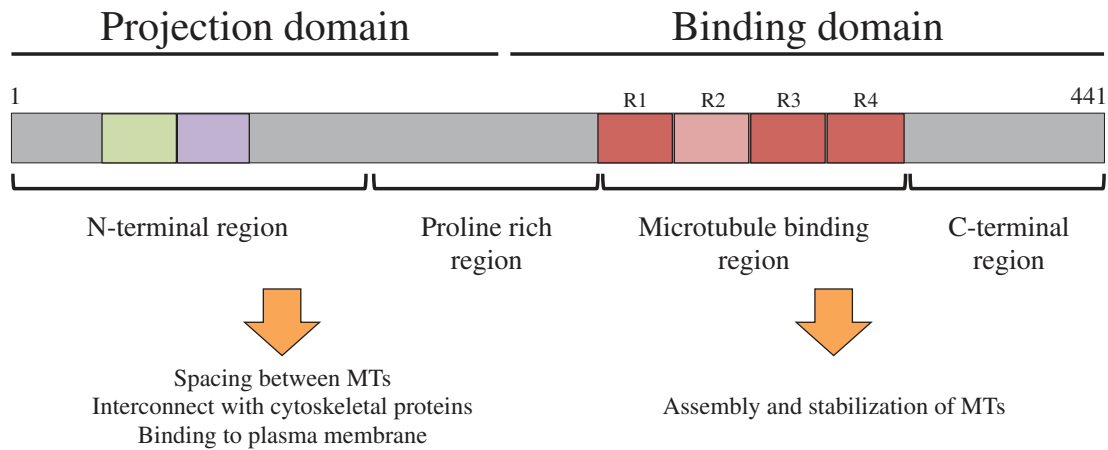 Projection domain
Binding domain
1
R1
R2
R3
R4
441
N-terminal region
Proline rich
region
Microtubule binding
region
C-terminal
region
Spacing between MTs
Interconnect with cytoskeletal proteins
Binding to plasma membrane
Assembly and stabilization of MTs